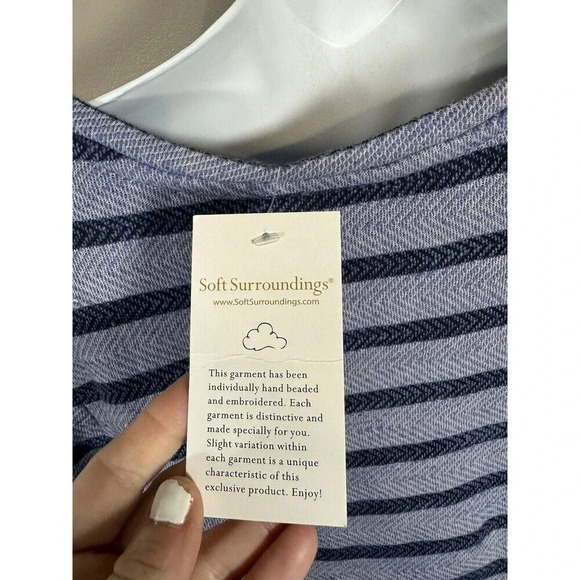 Soft Surroundings®
www.SoftSurroundings.com
This garment has been
individually hand beaded
and embroidered. Each
garment is distinctive and
made specially for you.
Slight variation within
each garment is a unique
characteristic of this
exclusive product. Enjoy!